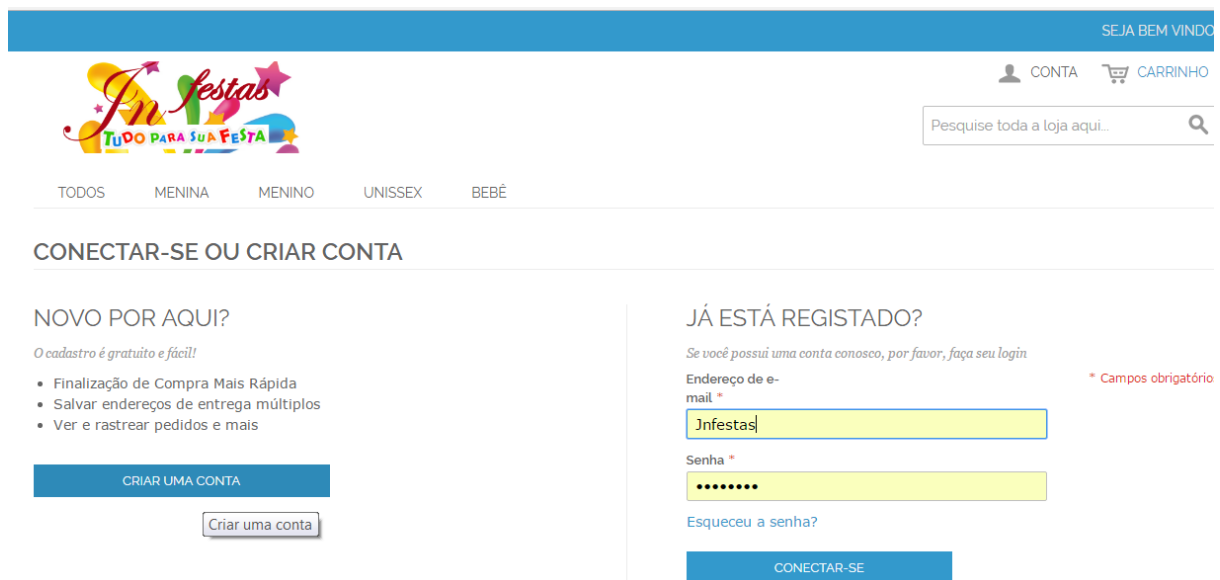 SEJA BEM VINDO
Jn festas
TUDO PARA SUA FESTA
CONTA
CARRINHO
Pesquise toda a loja aqui...
TODOS MENINA MENINO UNISSEX BEBÊ
CONECTAR-SE OU CRIAR CONTA
NOVO POR AQUI?
O cadastro é gratuito e fácil!
Finalização de Compra Mais Rápida
Salvar endereços de entrega múltiplos
Ver e rastrear pedidos e mais
CRIAR UMA CONTA
Criar uma conta
JÁ ESTÁ REGISTADO?
Se você possui uma conta conosco, por favor, faça seu login
* Campos obrigatório
Endereço de e-
mail *
Jnfestas
Senha *
••••••••
Esqueceu a senha?
CONECTAR-SE